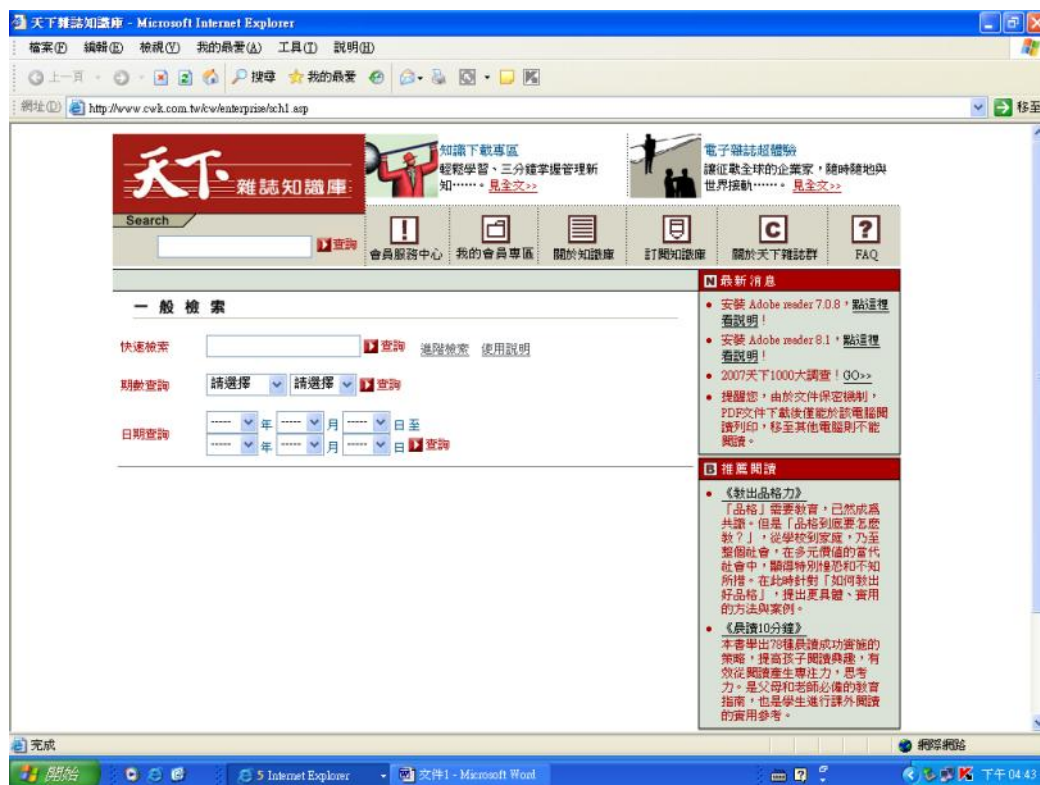 天下雜誌知識庫 - Microsoft Internet Explorer
檔案(F) 編輯(E) 檢視(V) 我的最愛(A) 工具(T) 說明(H)
上一頁 搜尋 我的最愛
網址(D) http://www.cwk.com.tw/cw/enterprise/sch1.asp 移至
天下雜誌知識庫
知識下載專區
輕鬆學習、三分鐘掌握管理新
知……。見全文>>
電子雜誌超體驗
讓征戰全球的企業家,隨時隨地與
世界接軌……。見全文>>
Search
查詢
會員服務中心 我的會員專區 關於知識庫 訂閱知識庫 關於天下雜誌群 FAQ
一般檢索
快速檢索 查詢 進階檢索 使用說明
期數查詢 請選擇 請選擇 查詢
日期查詢 ----- 年 ----- 月 ----- 日 至
----- 年 ----- 月 ----- 日 查詢
N 最新消息
安裝 Adobe reader 7.0.8,點這裡
看說明!
安裝 Adobe reader 8.1,點這裡
看說明!
2007天下1000大調查!GO>>
提醒您,由於文件保密機制,
PDF文件下載後僅能於該電腦閱
讀列印,移至其他電腦則不能
閱讀。
B 推薦閱讀
《教出品格力》
「品格」需要教育,已然成為
共識。但是「品格到底要怎麼
教?」,從學校到家庭,乃至
整個社會,在多元價值的當代
社會中,顯得特別惶恐和不知
所措。在此時針對「如何教出
好品格」,提出更具體、實用
的方法與案例。
《晨讀10分鐘》
本書舉出78種晨讀成功實施的
策略,提高孩子閱讀興趣,有
效從閱讀產生專注力,思考
力。是父母和老師必備的教育
指南,也是學生進行課外閱讀
的實用參考。
完成 網際網路
開始 5 Internet Explorer 文件1 - Microsoft Word 下午 04:43